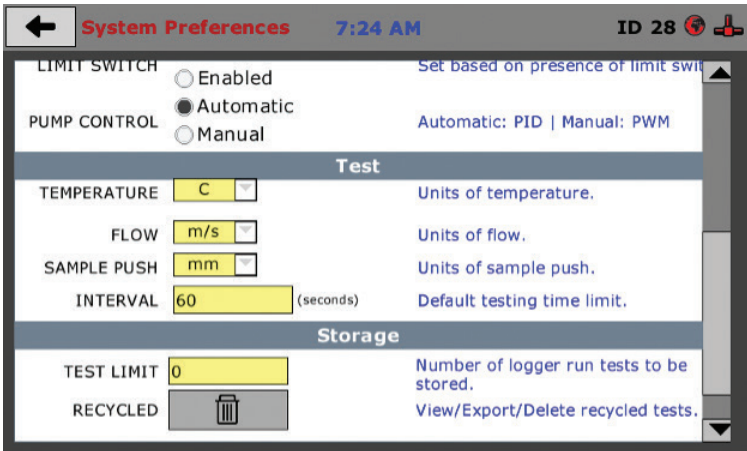 System Preferences 7:24 AM ID 28
LIMIT SWITCH Enabled Set based on presence of limit swit
Automatic
PUMP CONTROL Automatic: PID | Manual: PWM
Manual
Test
TEMPERATURE C Units of temperature.
FLOW m/s Units of flow.
SAMPLE PUSH mm Units of sample push.
INTERVAL 60 (seconds) Default testing time limit.
Storage
TEST LIMIT 0 Number of logger run tests to be
stored.
RECYCLED View/Export/Delete recycled tests.